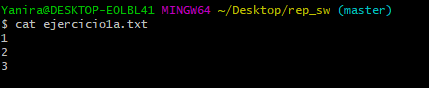 Yanira@DESKTOP-EOLBL41 MINGW64 ~/Desktop/rep_sw (master)
$ cat ejercicio1a.txt
1
2
3